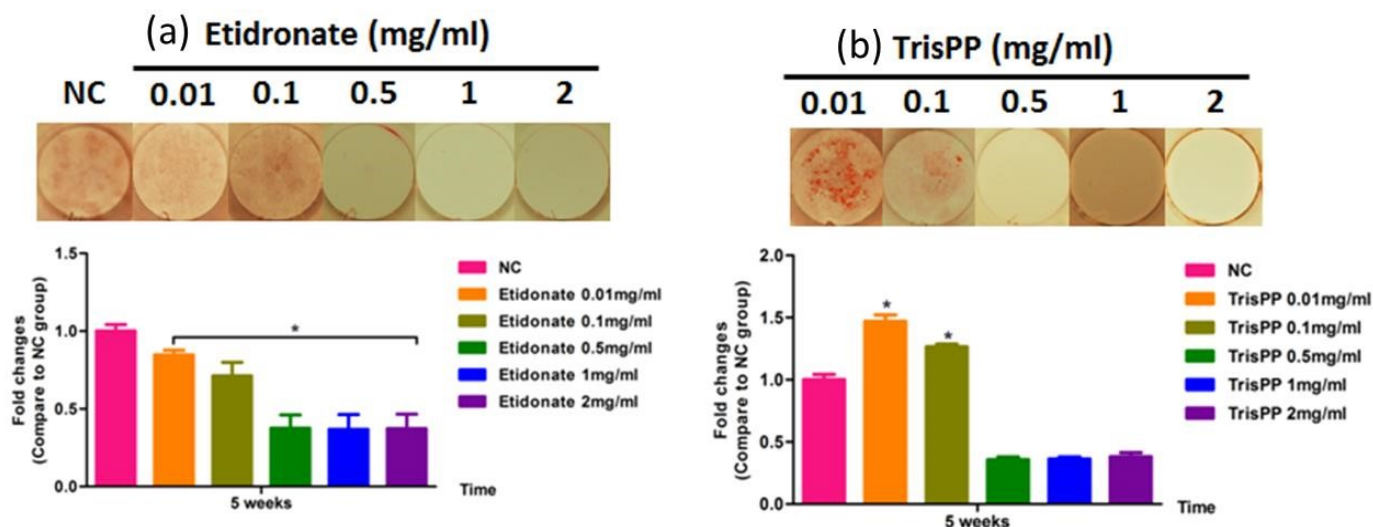 (a) Etidronate (mg/ml)
NC 0.01 0.1 0.5 1 2
1.5
1.0
0.5
0.0
Fold changes
(Compare to NC group)
*
5 weeks
Time
NC
Etidonate 0.01mg/ml
Etidonate 0.1mg/ml
Etidonate 0.5mg/ml
Etidonate 1mg/ml
Etidonate 2mg/ml
(b) TrisPP (mg/ml)
0.01 0.1 0.5 1 2
2.0
1.5
1.0
0.5
0.0
Fold changes
(Compare to NC group)
*
*
5 weeks
Time
NC
TrisPP 0.01mg/ml
TrisPP 0.1mg/ml
TrisPP 0.5mg/ml
TrisPP 1mg/ml
TrisPP 2mg/ml